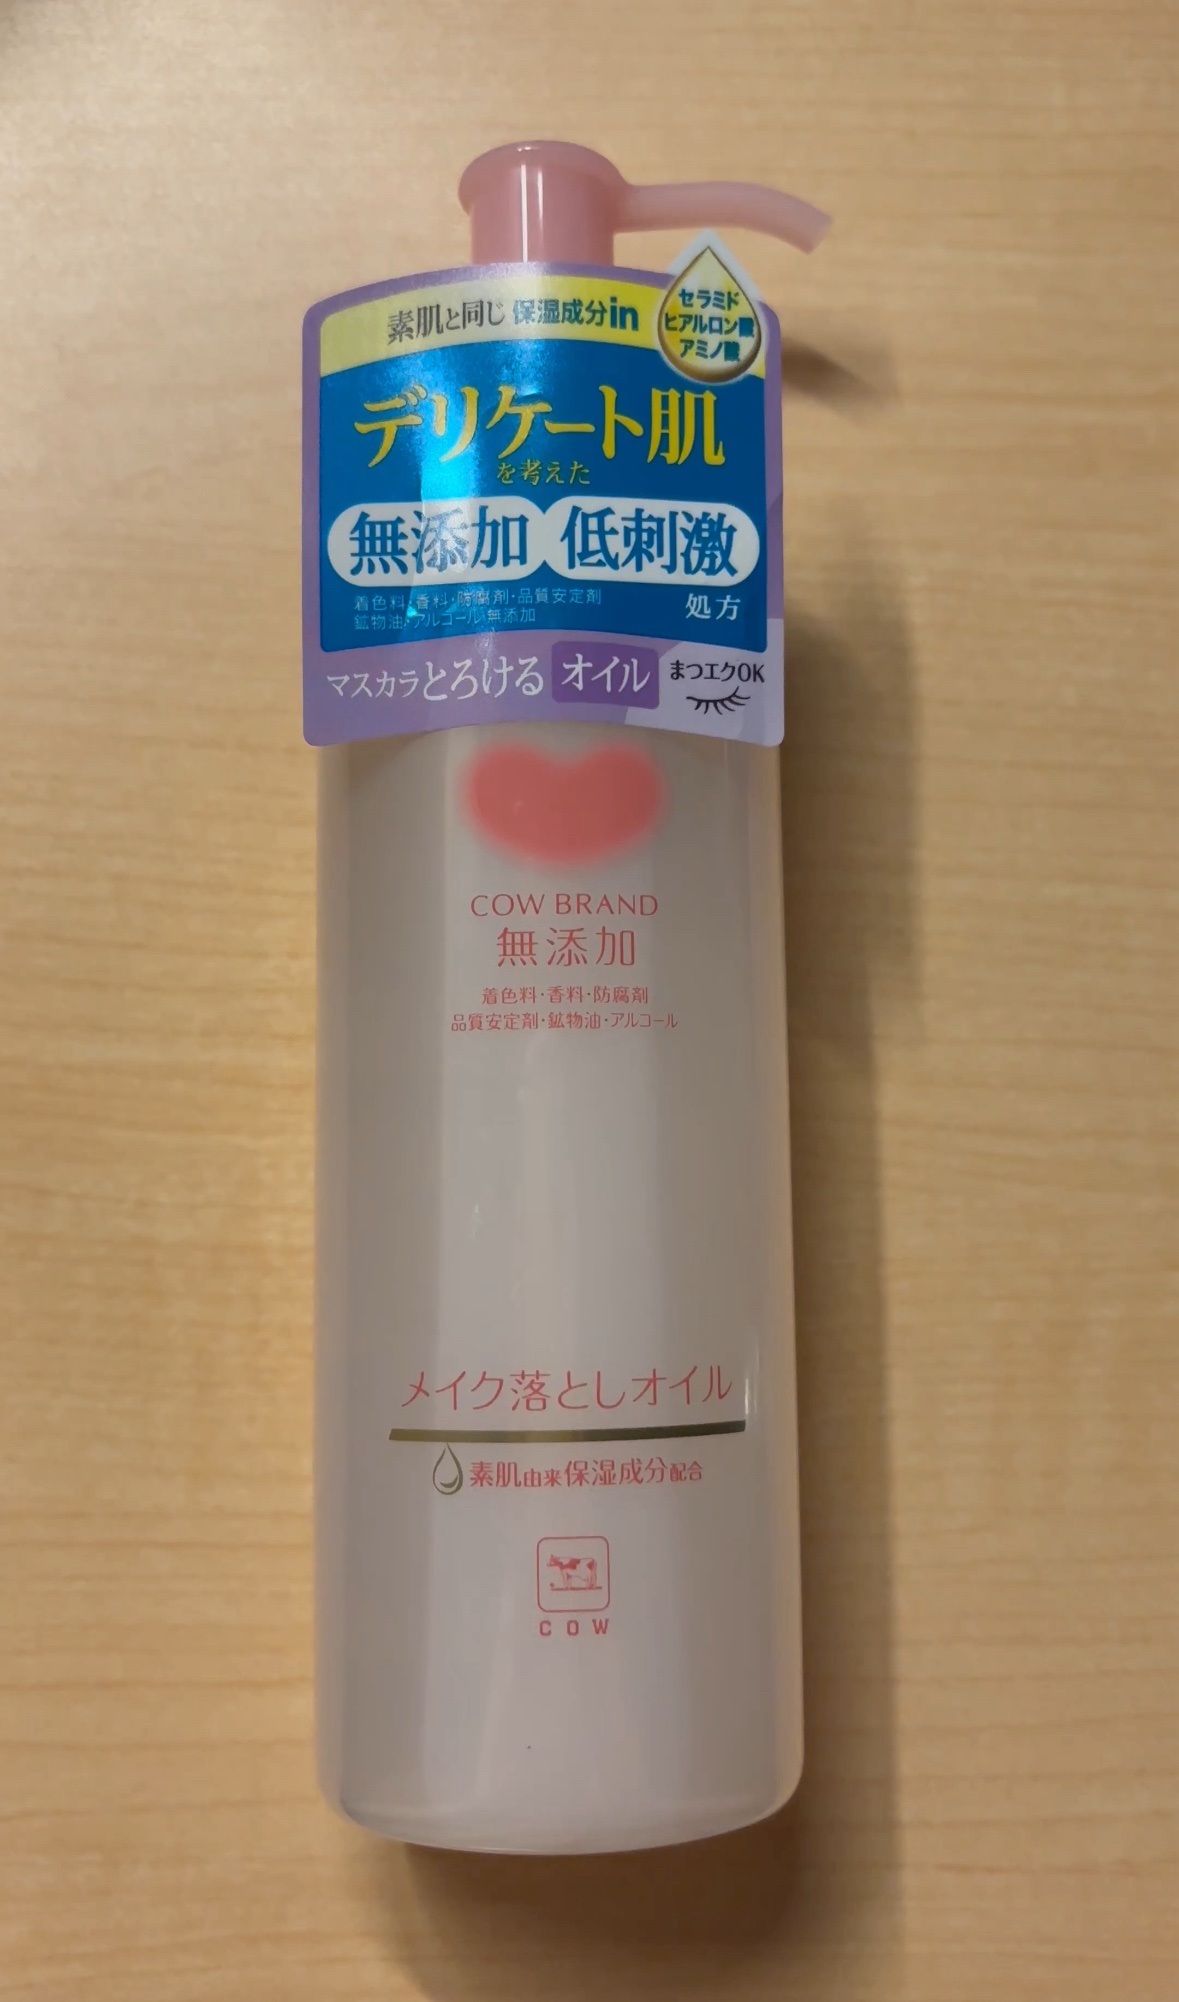 素肌と同じ 保湿成分in
セラミド
ヒアルロン酸
アミノ酸
デリケート肌
を考えた
無添加 低刺激
着色料・香料・防腐剤・品質安定剤
鉱物油・アルコール無添加
処方
マスカラとろける オイル まつエクOK
COW BRAND
無添加
着色料・香料・防腐剤
品質安定剤・鉱物油・アルコール
メイク落としオイル
素肌由来保湿成分配合
COW